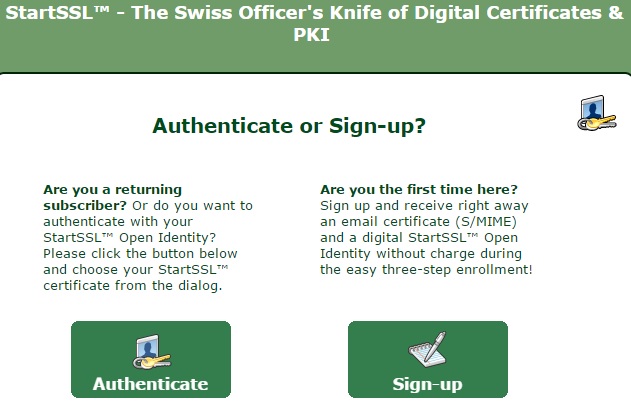 StartSSL™ - The Swiss Officer's Knife of Digital Certificates &
PKI
Authenticate or Sign-up?
Are you a returning
subscriber? Or do you want to
authenticate with your
StartSSL™ Open Identity?
Please click the button below
and choose your StartSSL™
certificate from the dialog.
Authenticate
Are you the first time here?
Sign up and receive right away
an email certificate (S/MIME)
and a digital StartSSL™ Open
Identity without charge during
the easy three-step enrollment!
Sign-up